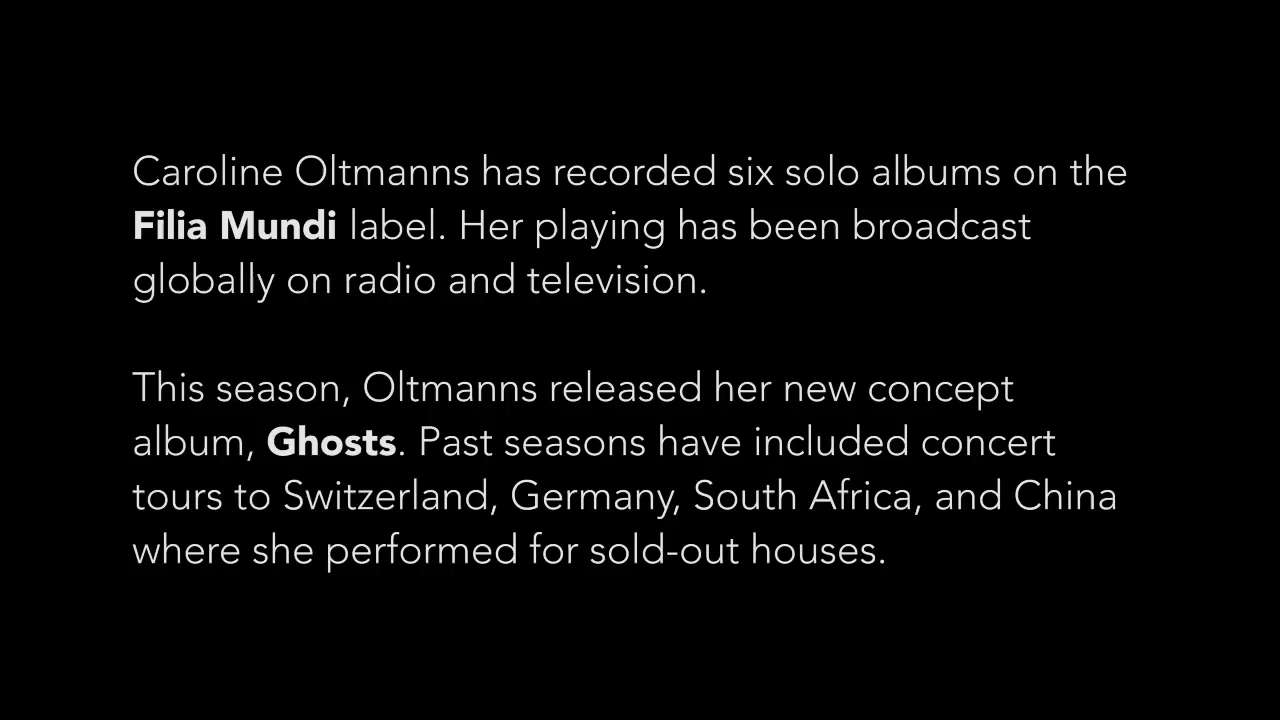 Caroline Oltmanns has recorded six solo albums on the
Filia Mundi label. Her playing has been broadcast
globally on radio and television.
This season, Oltmanns released her new concept
album, Ghosts. Past seasons have included concert
tours to Switzerland, Germany, South Africa, and China
where she performed for sold-out houses.